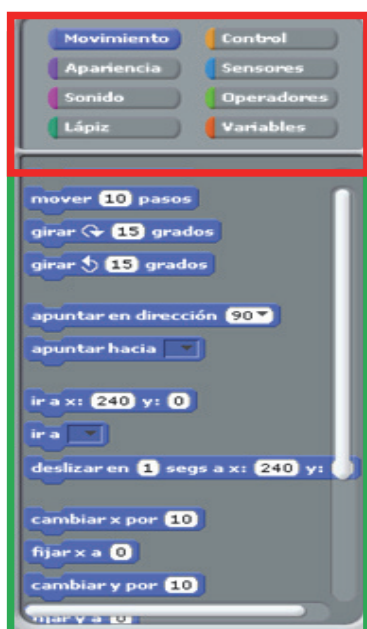 Movimiento Control
Apariencia Sensores
Sonido Operadores
Lápiz Variables
mover 10 pasos
girar 15 grados
girar 15 grados
apuntar en dirección 90
apuntar hacia
ir a x: 240 y: 0
ir a
deslizar en 1 segs a x: 240 y:
cambiar x por 10
fijar x a 0
cambiar y por 10
fijar y a 0